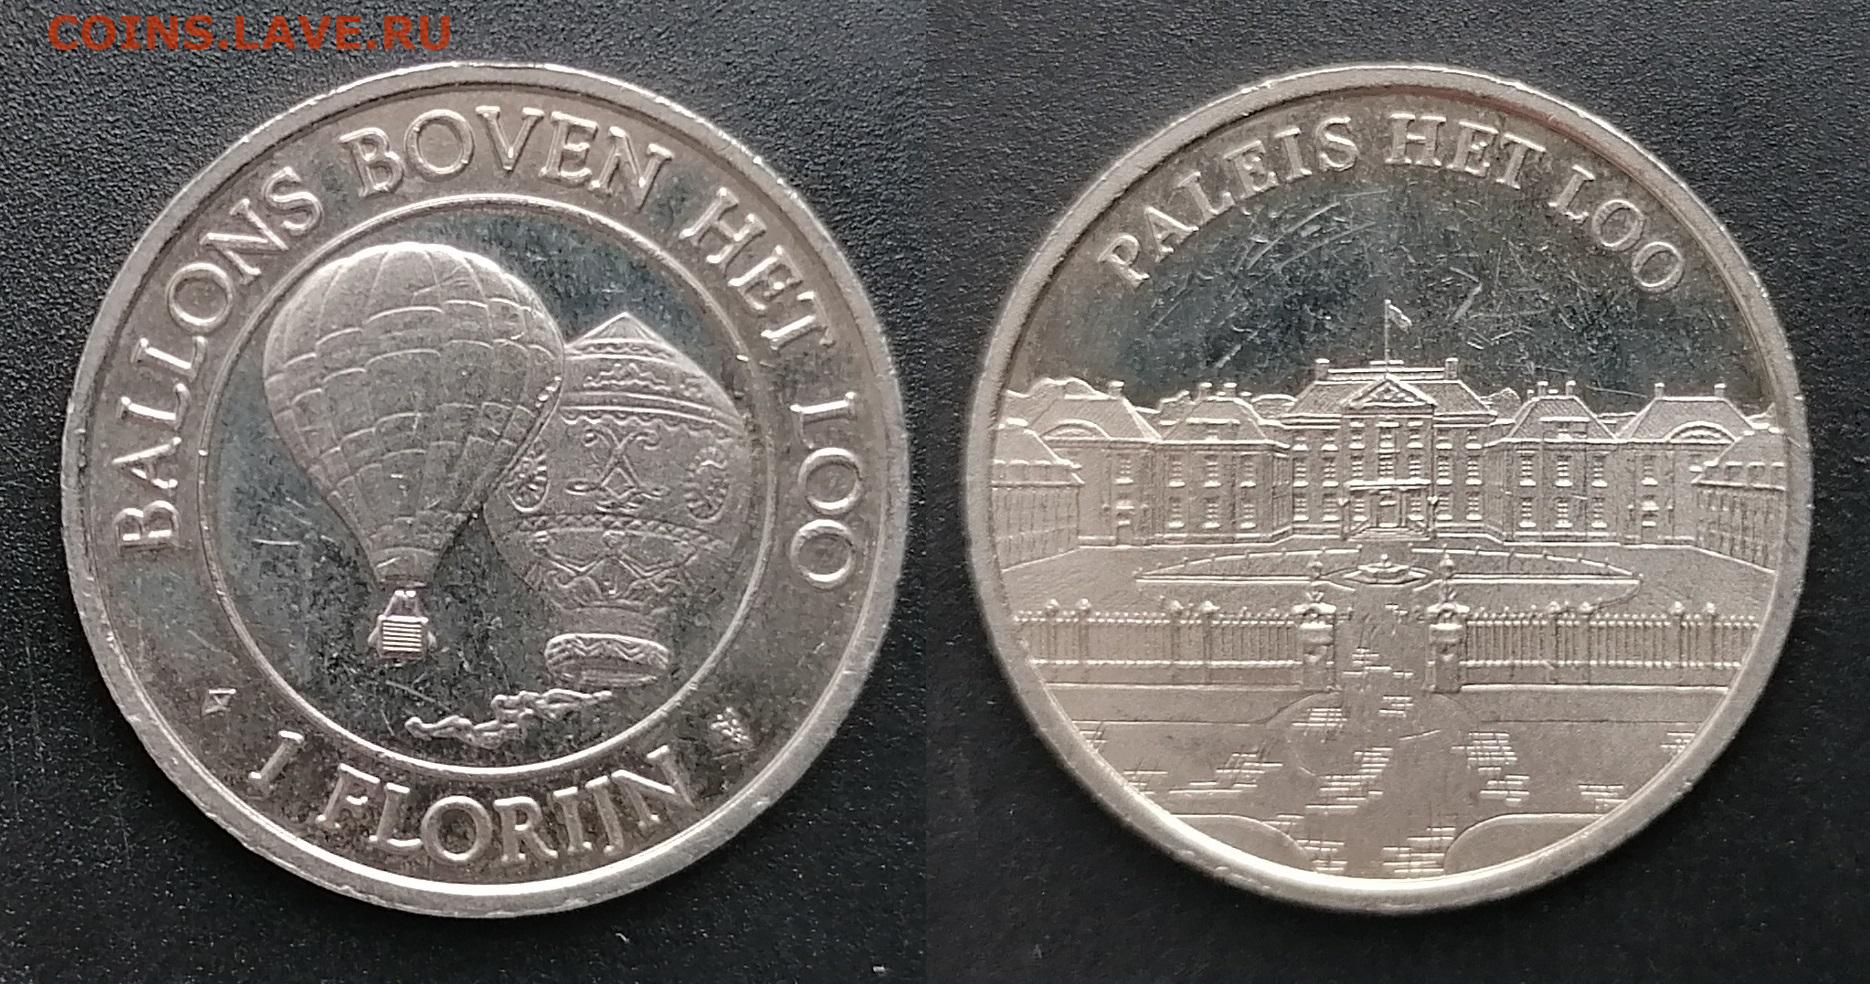 COINS.LAVE.RU
BALLONS BOVEN HET LOO
1 FLORIJN
PALEIS HET LOO